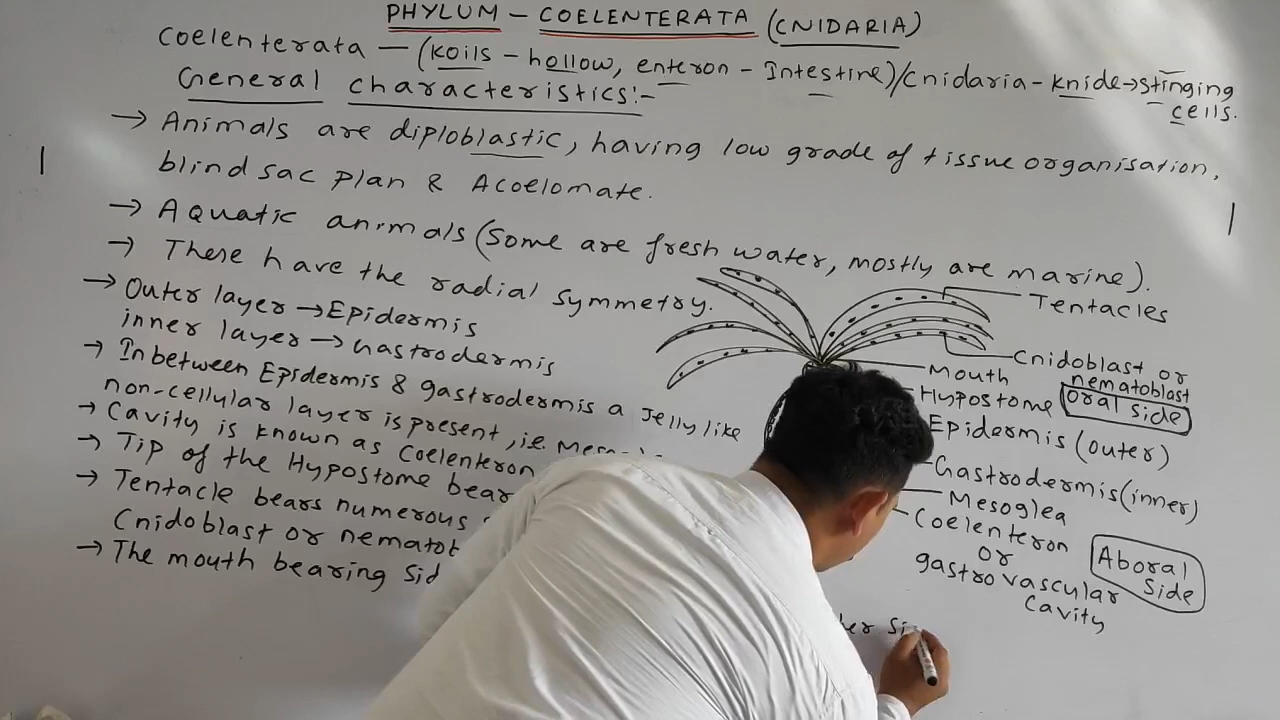 PHYLUM - COELENTERATA (CNIDARIA)
Coelenterata — (koils - hollow, enteron - Intestine)/Cnidaria - knide → stinging cells.
General characteristics:-
→ Animals are diploblastic, having low grade of tissue organisation,
blind sac plan & Acoelomate.
→ Aquatic animals (Some are fresh water, mostly are marine).
→ These have the radial symmetry.
→ Outer layer → Epidermis
inner layer → Gastrodermis
→ In between Epidermis & gastrodermis a Jelly like
non-cellular layer is present, i.e.
→ Cavity is known as Coelenteron
→ Tip of the Hypostome
→ Tentacle bears numerous
Cnidoblast or
→ The mouth bearing
Tentacles
Cnidoblast or
nematoblast
Mouth
Hypostome
oral side
Epidermis (outer)
Gastrodermis (inner)
Mesoglea
Coelenteron
or
gastrovascular
cavity
Aboral
Side